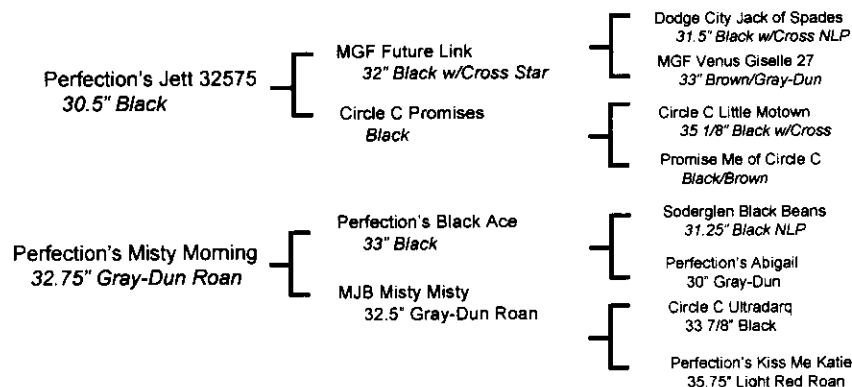 Perfection's Jett 32575
30.5" Black
MGF Future Link
32" Black w/Cross Star
Circle C Promises
Black
Dodge City Jack of Spades
31.5" Black w/Cross NLP
MGF Venus Giselle 27
33" Brown/Gray-Dun
Circle C Little Motown
35 1/8" Black w/Cross
Promise Me of Circle C
Black/Brown
Perfection's Misty Morning
32.75" Gray-Dun Roan
Perfection's Black Ace
33" Black
MJB Misty Misty
32.5" Gray-Dun Roan
Soderglen Black Beans
31.25" Black NLP
Perfection's Abigail
30" Gray-Dun
Circle C Ultradarq
33 7/8" Black
Perfection's Kiss Me Katie
35.75" Light Red Roan